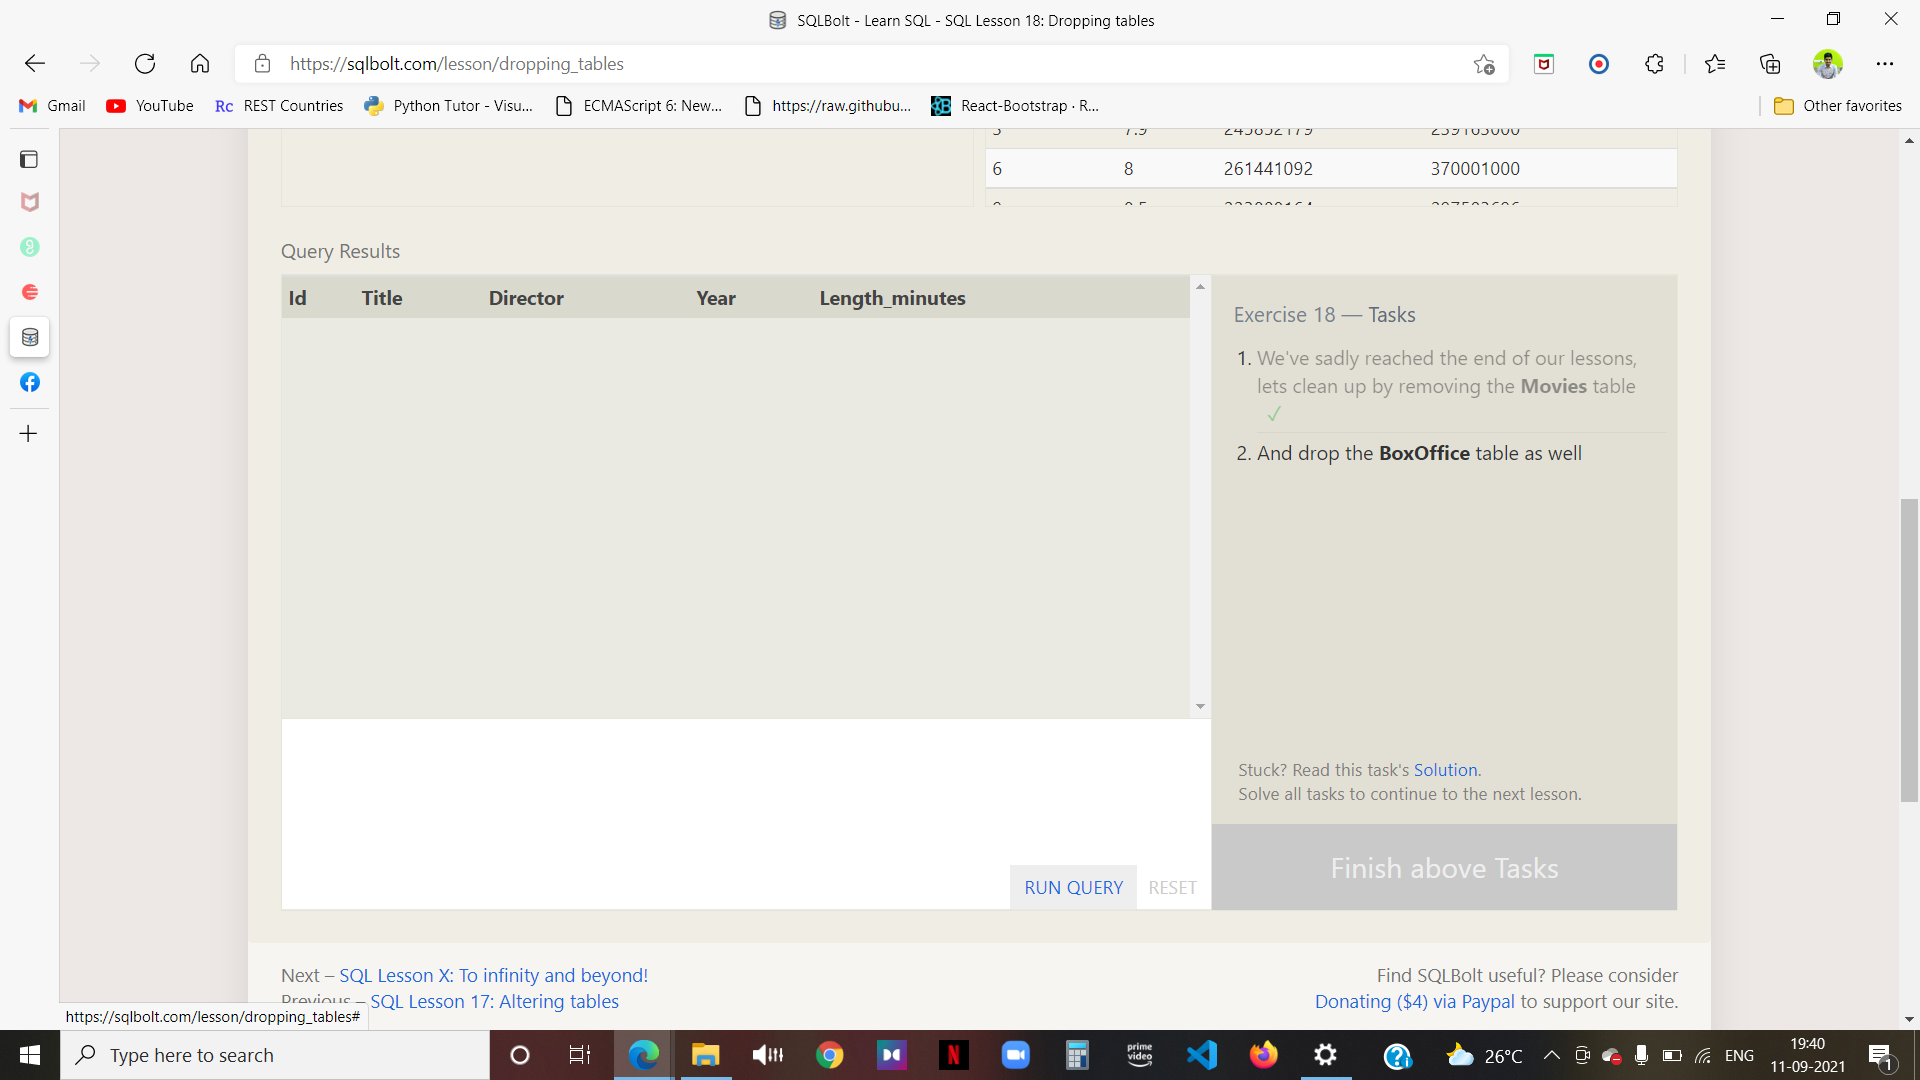 SQLBolt - Learn SQL - SQL Lesson 18: Dropping tables
https://sqlbolt.com/lesson/dropping_tables
Gmail YouTube Rc REST Countries Python Tutor - Visu... ECMAScript 6: New... https://raw.githubu... React-Bootstrap · R... Other favorites
6 8 261441092 370001000
Query Results
Id Title Director Year Length_minutes
Exercise 18 — Tasks
1. We've sadly reached the end of our lessons,
lets clean up by removing the Movies table
✓
2. And drop the BoxOffice table as well
Stuck? Read this task's Solution.
Solve all tasks to continue to the next lesson.
RUN QUERY RESET
Finish above Tasks
Next – SQL Lesson X: To infinity and beyond!
Previous – SQL Lesson 17: Altering tables
Find SQLBolt useful? Please consider
Donating ($4) via Paypal to support our site.
https://sqlbolt.com/lesson/dropping_tables#
Type here to search
prime
video
26°C
ENG
19:40
11-09-2021
1